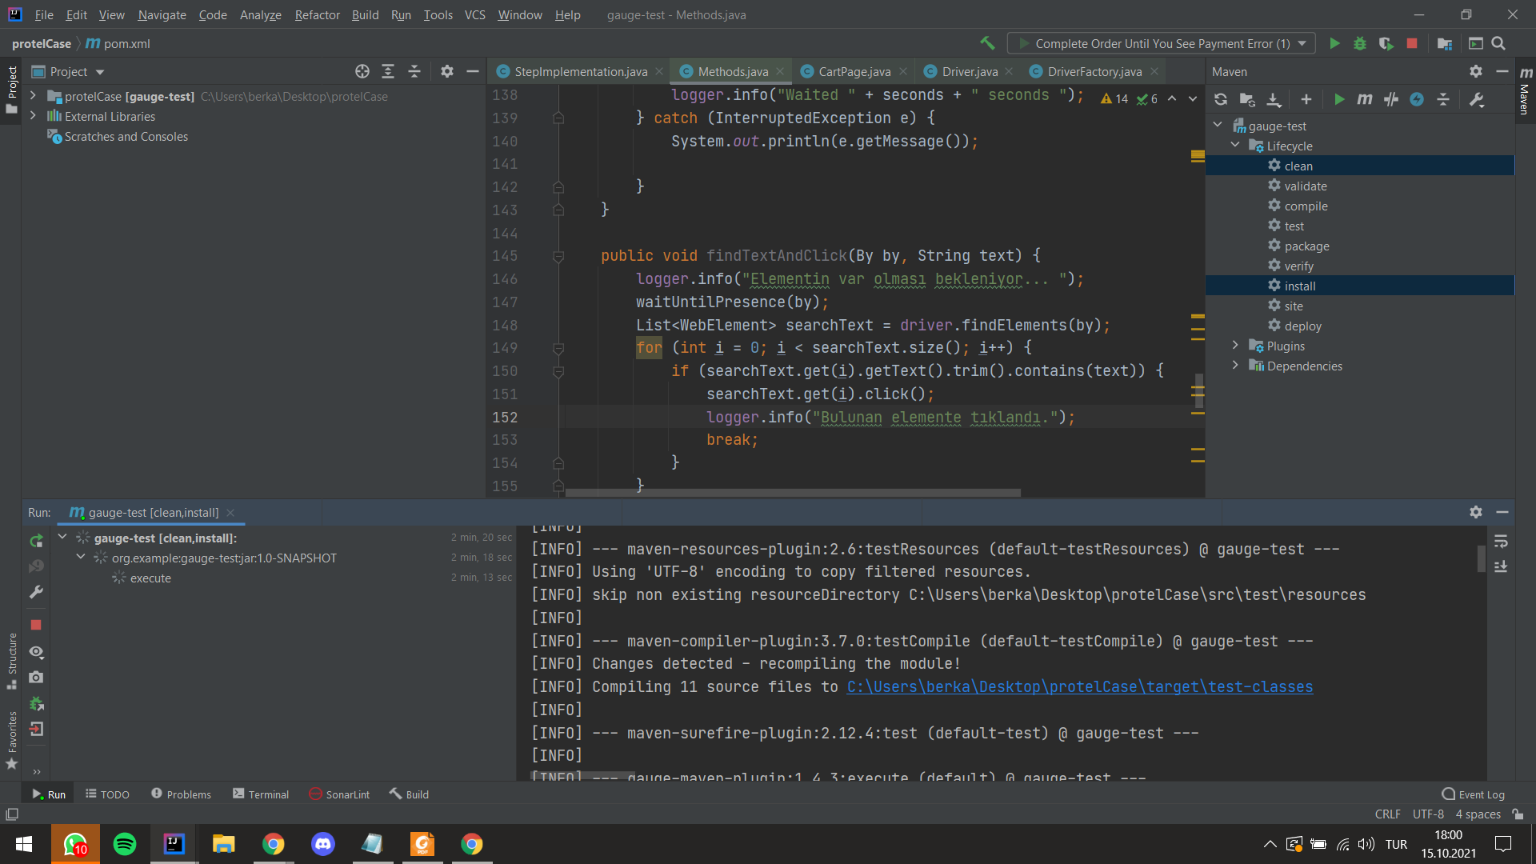 File Edit View Navigate Code Analyze Refactor Build Run Tools VCS Window Help gauge-test - Methods.java
protelCase pom.xml Complete Order Until You See Payment Error (1)
Project
protelCase [gauge-test] C:\Users\berka\Desktop\protelCase
External Libraries
Scratches and Consoles
Project
Structure
Favorites
StepImplementation.java Methods.java CartPage.java Driver.java DriverFactory.java
14 6
138 logger.info("Waited " + seconds + " seconds ");
139 } catch (InterruptedException e) {
140 System.out.println(e.getMessage());
141
142 }
143 }
144
145 public void findTextAndClick(By by, String text) {
146 logger.info("Elementin var olması bekleniyor... ");
147 waitUntilPresence(by);
148 List<WebElement> searchText = driver.findElements(by);
149 for (int i = 0; i < searchText.size(); i++) {
150 if (searchText.get(i).getText().trim().contains(text)) {
151 searchText.get(i).click();
152 logger.info("Bulunan elemente tıklandı.");
153 break;
154 }
155 }
Maven
Maven
gauge-test
Lifecycle
clean
validate
compile
test
package
verify
install
site
deploy
Plugins
Dependencies
Run: gauge-test [clean,install]
gauge-test [clean,install]: 2 min, 20 sec
org.example:gauge-test:jar:1.0-SNAPSHOT 2 min, 18 sec
execute 2 min, 13 sec
[INFO]
[INFO] --- maven-resources-plugin:2.6:testResources (default-testResources) @ gauge-test ---
[INFO] Using 'UTF-8' encoding to copy filtered resources.
[INFO] skip non existing resourceDirectory C:\Users\berka\Desktop\protelCase\src\test\resources
[INFO]
[INFO] --- maven-compiler-plugin:3.7.0:testCompile (default-testCompile) @ gauge-test ---
[INFO] Changes detected - recompiling the module!
[INFO] Compiling 11 source files to C:\Users\berka\Desktop\protelCase\target\test-classes
[INFO]
[INFO] --- maven-surefire-plugin:2.12.4:test (default-test) @ gauge-test ---
[INFO]
[INFO] --- gauge-maven-plugin:1.4.3:execute (default) @ gauge-test ---
Run TODO Problems Terminal SonarLint Build Event Log
CRLF UTF-8 4 spaces
10 TUR 18:00
15.10.2021